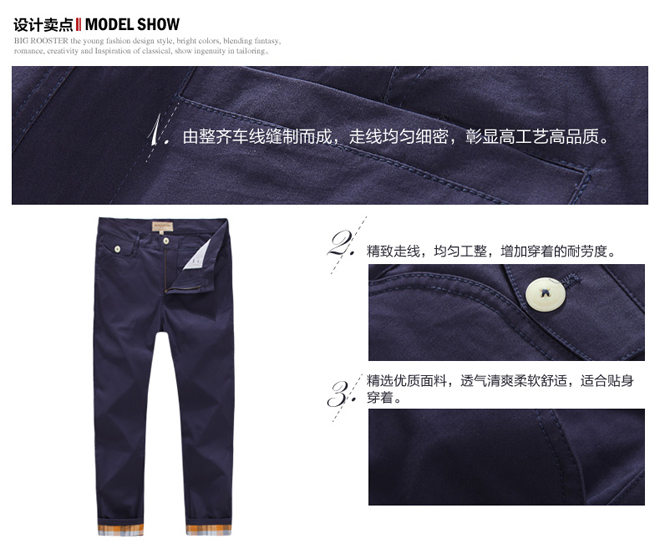 设计卖点 MODEL SHOW
BIG ROOSTER the young fashion design style, bright colors, blending fantasy,
romance, creativity and Inspiration of classical, show ingenuity in tailoring。
1. 由整齐车线缝制而成，走线均匀细密，彰显高工艺高品质。
2. 精致走线，均匀工整，增加穿着的耐劳度。
3. 精选优质面料，透气清爽柔软舒适，适合贴身
穿着。